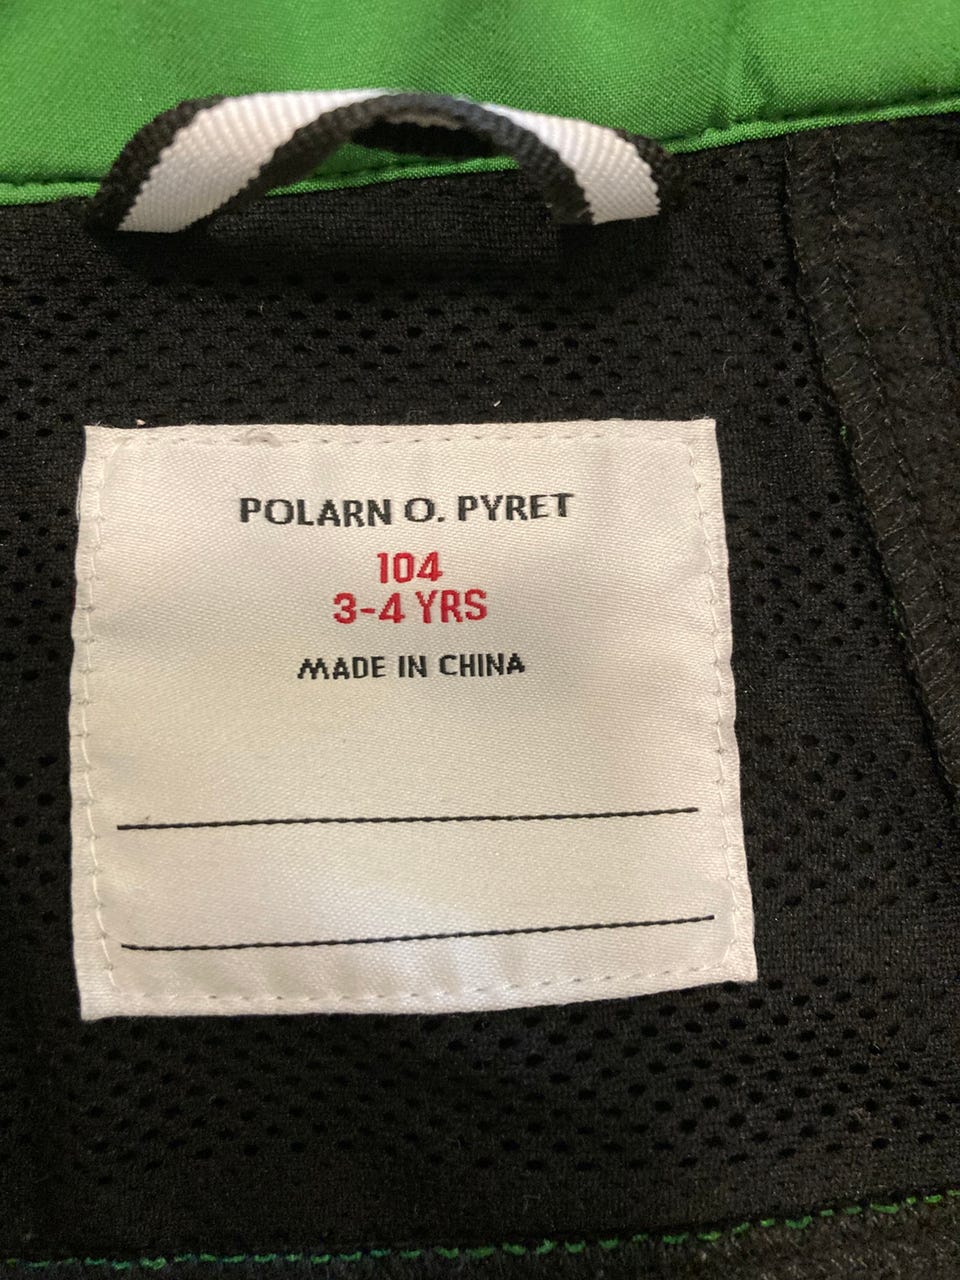 POLARN O. PYRET
104
3-4 YRS
MADE IN CHINA